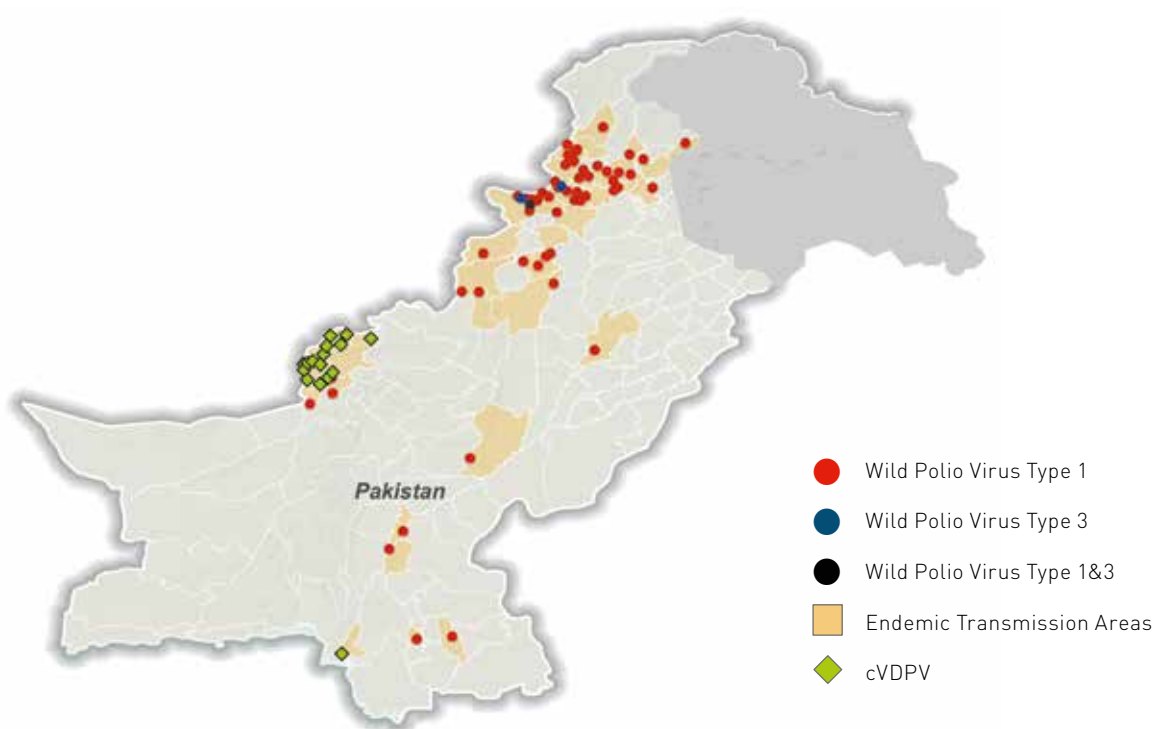 Pakistan
Wild Polio Virus Type 1
Wild Polio Virus Type 3
Wild Polio Virus Type 1&3
Endemic Transmission Areas
cVDPV